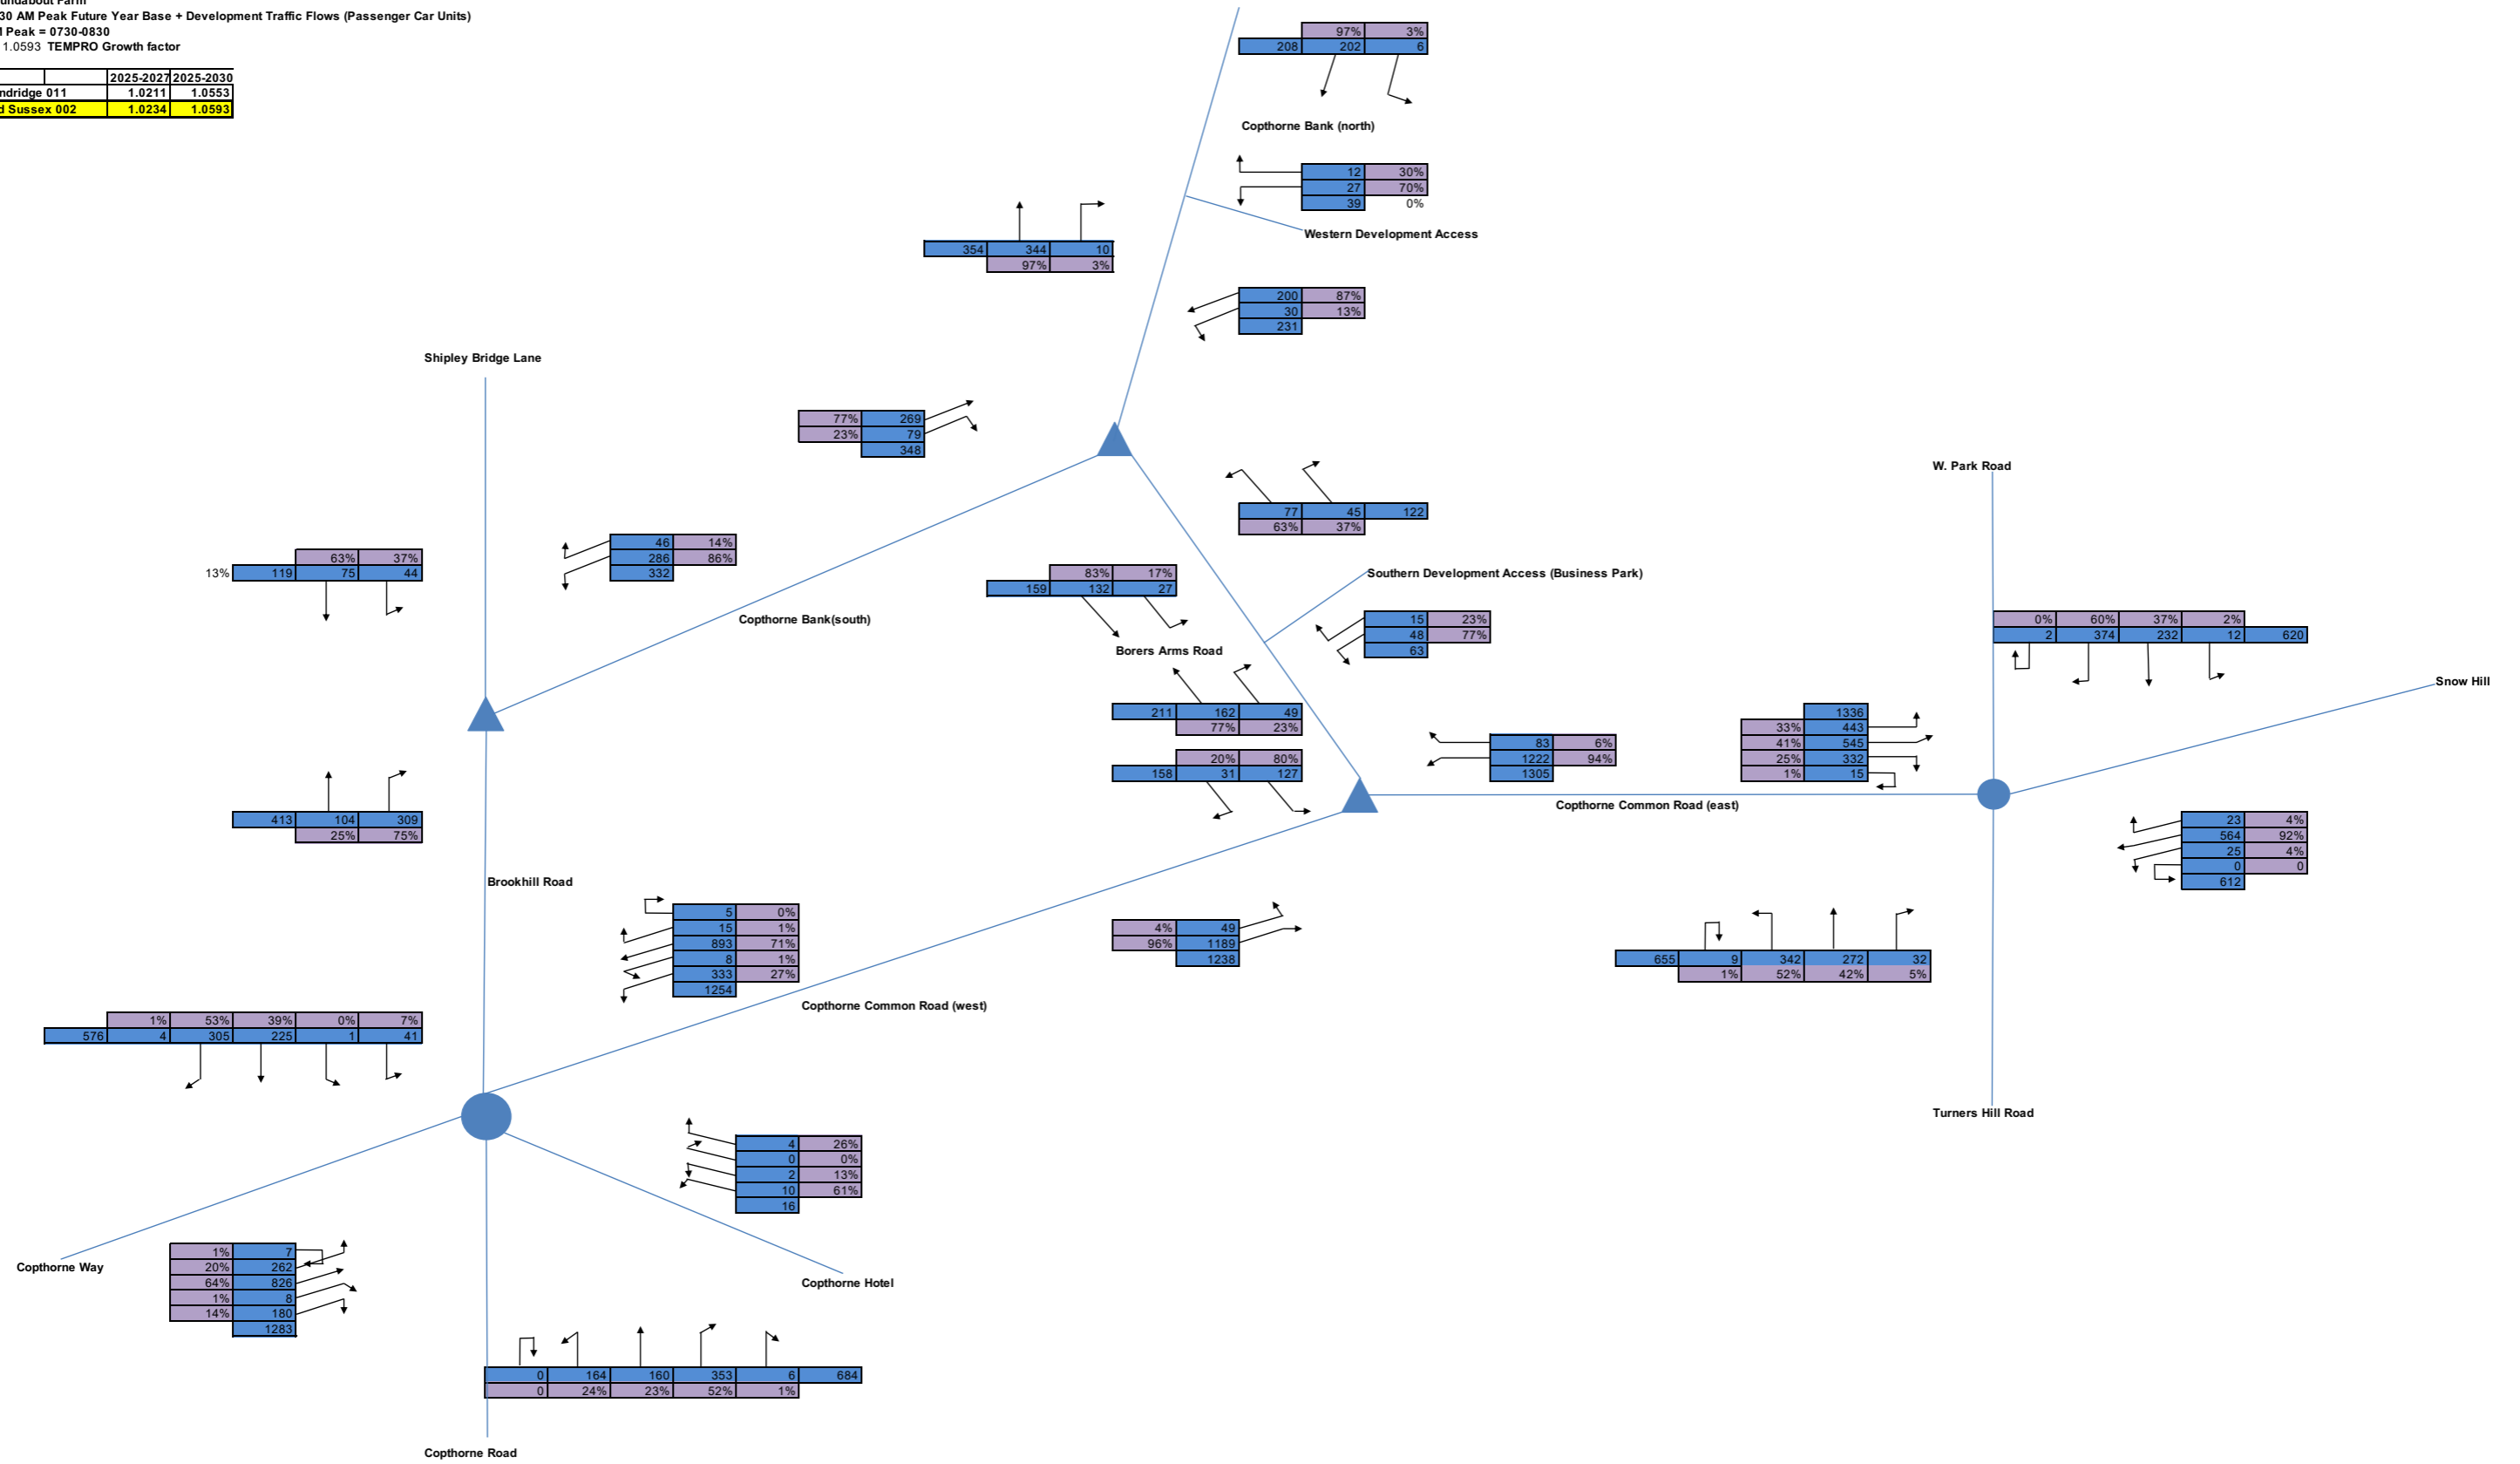 30 AM Peak Future Year Base + Development Traffic Flows (Passenger Car Units)
Peak = 0730-0830
1.0593 TEMPRO Growth factor
2025-2027 2025-2030
ndridge 011 1.0211 1.0553
d Sussex 002 1.0234 1.0593
97% 3%
208 202 6
Copthorne Bank (north)
12 30%
27 70%
39 0%
Western Development Access
354 344 10
97% 3%
200 87%
30 13%
231
Shipley Bridge Lane
77% 269
23% 79
348
W. Park Road
77 45 122
63% 37%
63% 37%
13% 119 75 44
46 14%
286 86%
332
83% 17%
159 132 27
Southern Development Access (Business Park)
Copthorne Bank(south)
Borers Arms Road
15 23%
48 77%
63
0% 60% 37% 2%
2 374 232 12 620
Snow Hill
211 162 49
77% 23%
20% 80%
158 31 127
83 6%
1222 94%
1305
1336
33% 443
41% 545
25% 332
1% 15
Copthorne Common Road (east)
413 104 309
25% 75%
23 4%
564 92%
25 4%
0 0
612
Brookhill Road
5 0%
15 1%
893 71%
8 1%
333 27%
1254
4% 49
96% 1189
1238
655 9 342 272 32
1% 52% 42% 5%
Copthorne Common Road (west)
1% 53% 39% 0% 7%
576 4 305 225 1 41
Turners Hill Road
4 26%
0 0%
2 13%
10 61%
16
Copthorne Way
1% 7
20% 262
64% 826
1% 8
14% 180
1283
Copthorne Hotel
0 164 160 353 6 684
0 24% 23% 52% 1%
Copthorne Road